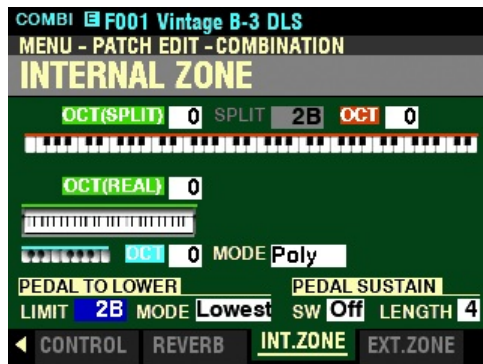 COMBI E F001 Vintage B-3 DLS
MENU - PATCH EDIT - COMBINATION
INTERNAL ZONE
OCT(SPLIT) 0 SPLIT 2B OCT 0
OCT(REAL) 0
OCT 0 MODE Poly
PEDAL TO LOWER PEDAL SUSTAIN
LIMIT 2B MODE Lowest SW Off LENGTH 4
CONTROL REVERB INT.ZONE EXT.ZONE